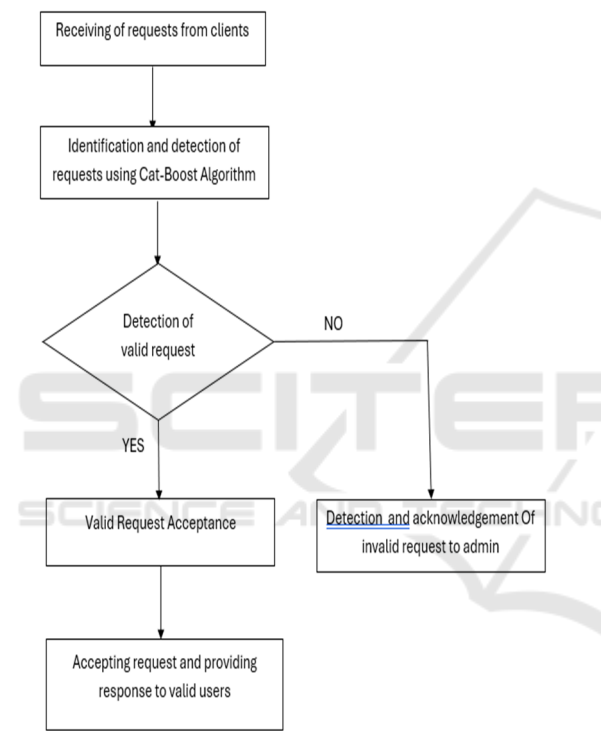 Receiving of requests from clients
Identification and detection of
requests using Cat-Boost Algorithm
Detection of
valid request
NO
YES
Valid Request Acceptance
Detection and acknowledgement Of
invalid request to admin
Accepting request and providing
response to valid users
SCIENCE AND